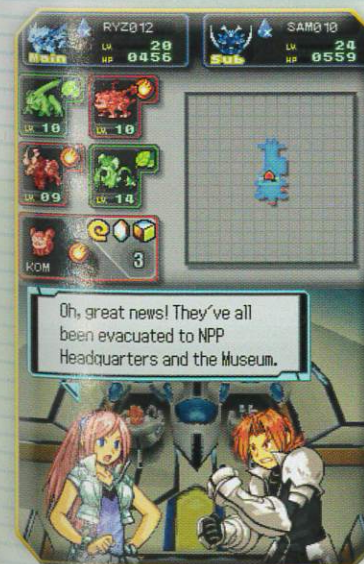 RYZ012
LV. 20
Main HP 0456
SAM010
LV. 24
Sub HP 0559
LV. 10
LV. 10
LV. 09
LV. 14
KOM
3
Oh, great news! They've all
been evacuated to NPP
Headquarters and the Museum.